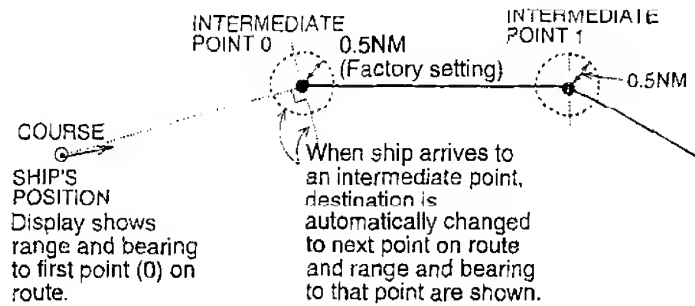 INTERMEDIATE
POINT 0
0.5NM
(Factory setting)
INTERMEDIATE
POINT 1
0.5NM
COURSE
SHIP'S
POSITION
Display shows
range and bearing
to first point (0) on
route.
When ship arrives to
an intermediate point,
destination is
automatically changed
to next point on route
and range and bearing
to that point are shown.